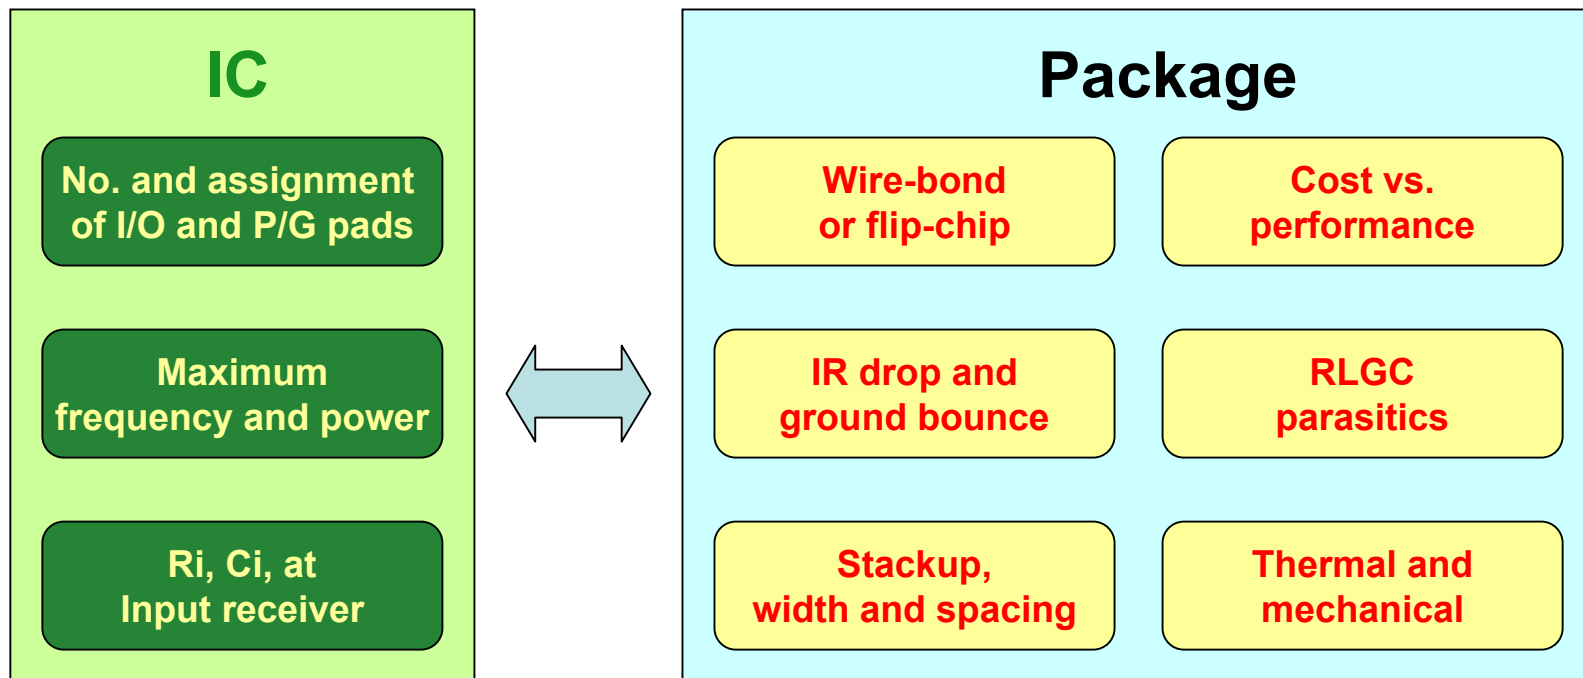 IC
No. and assignment
of I/O and P/G pads
Maximum
frequency and power
Ri, Ci, at
Input receiver
Package
Wire-bond
or flip-chip
Cost vs.
performance
IR drop and
ground bounce
RLGC
parasitics
Stackup,
width and spacing
Thermal and
mechanical